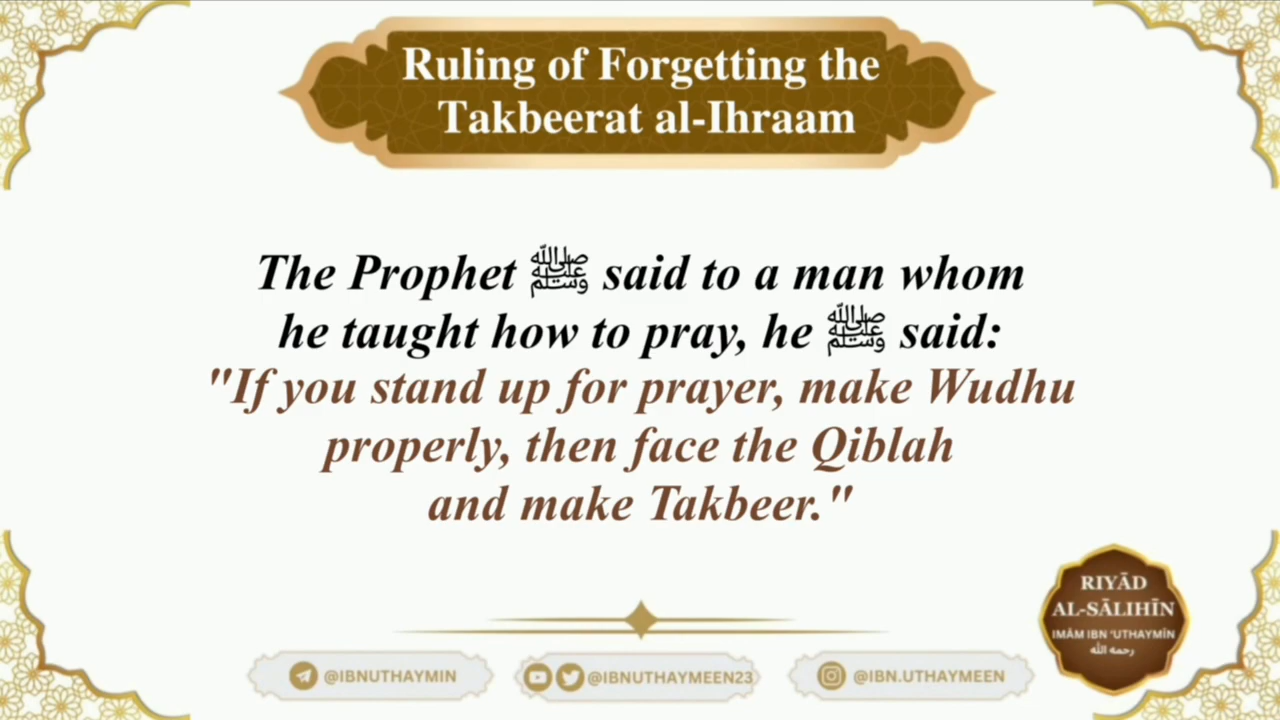 Ruling of Forgetting the
Takbeerat al-Ihraam
The Prophet ﷺ said to a man whom
he taught how to pray, he ﷺ said:
"If you stand up for prayer, make Wudhu
properly, then face the Qiblah
and make Takbeer."
RIYĀD
AL-SĀLIHĪN
IMĀM IBN ʿUTHAYMĪN
رحمه الله
@IBNUTHAYMIN
@IBNUTHAYMEEN23
@IBN.UTHAYMEEN